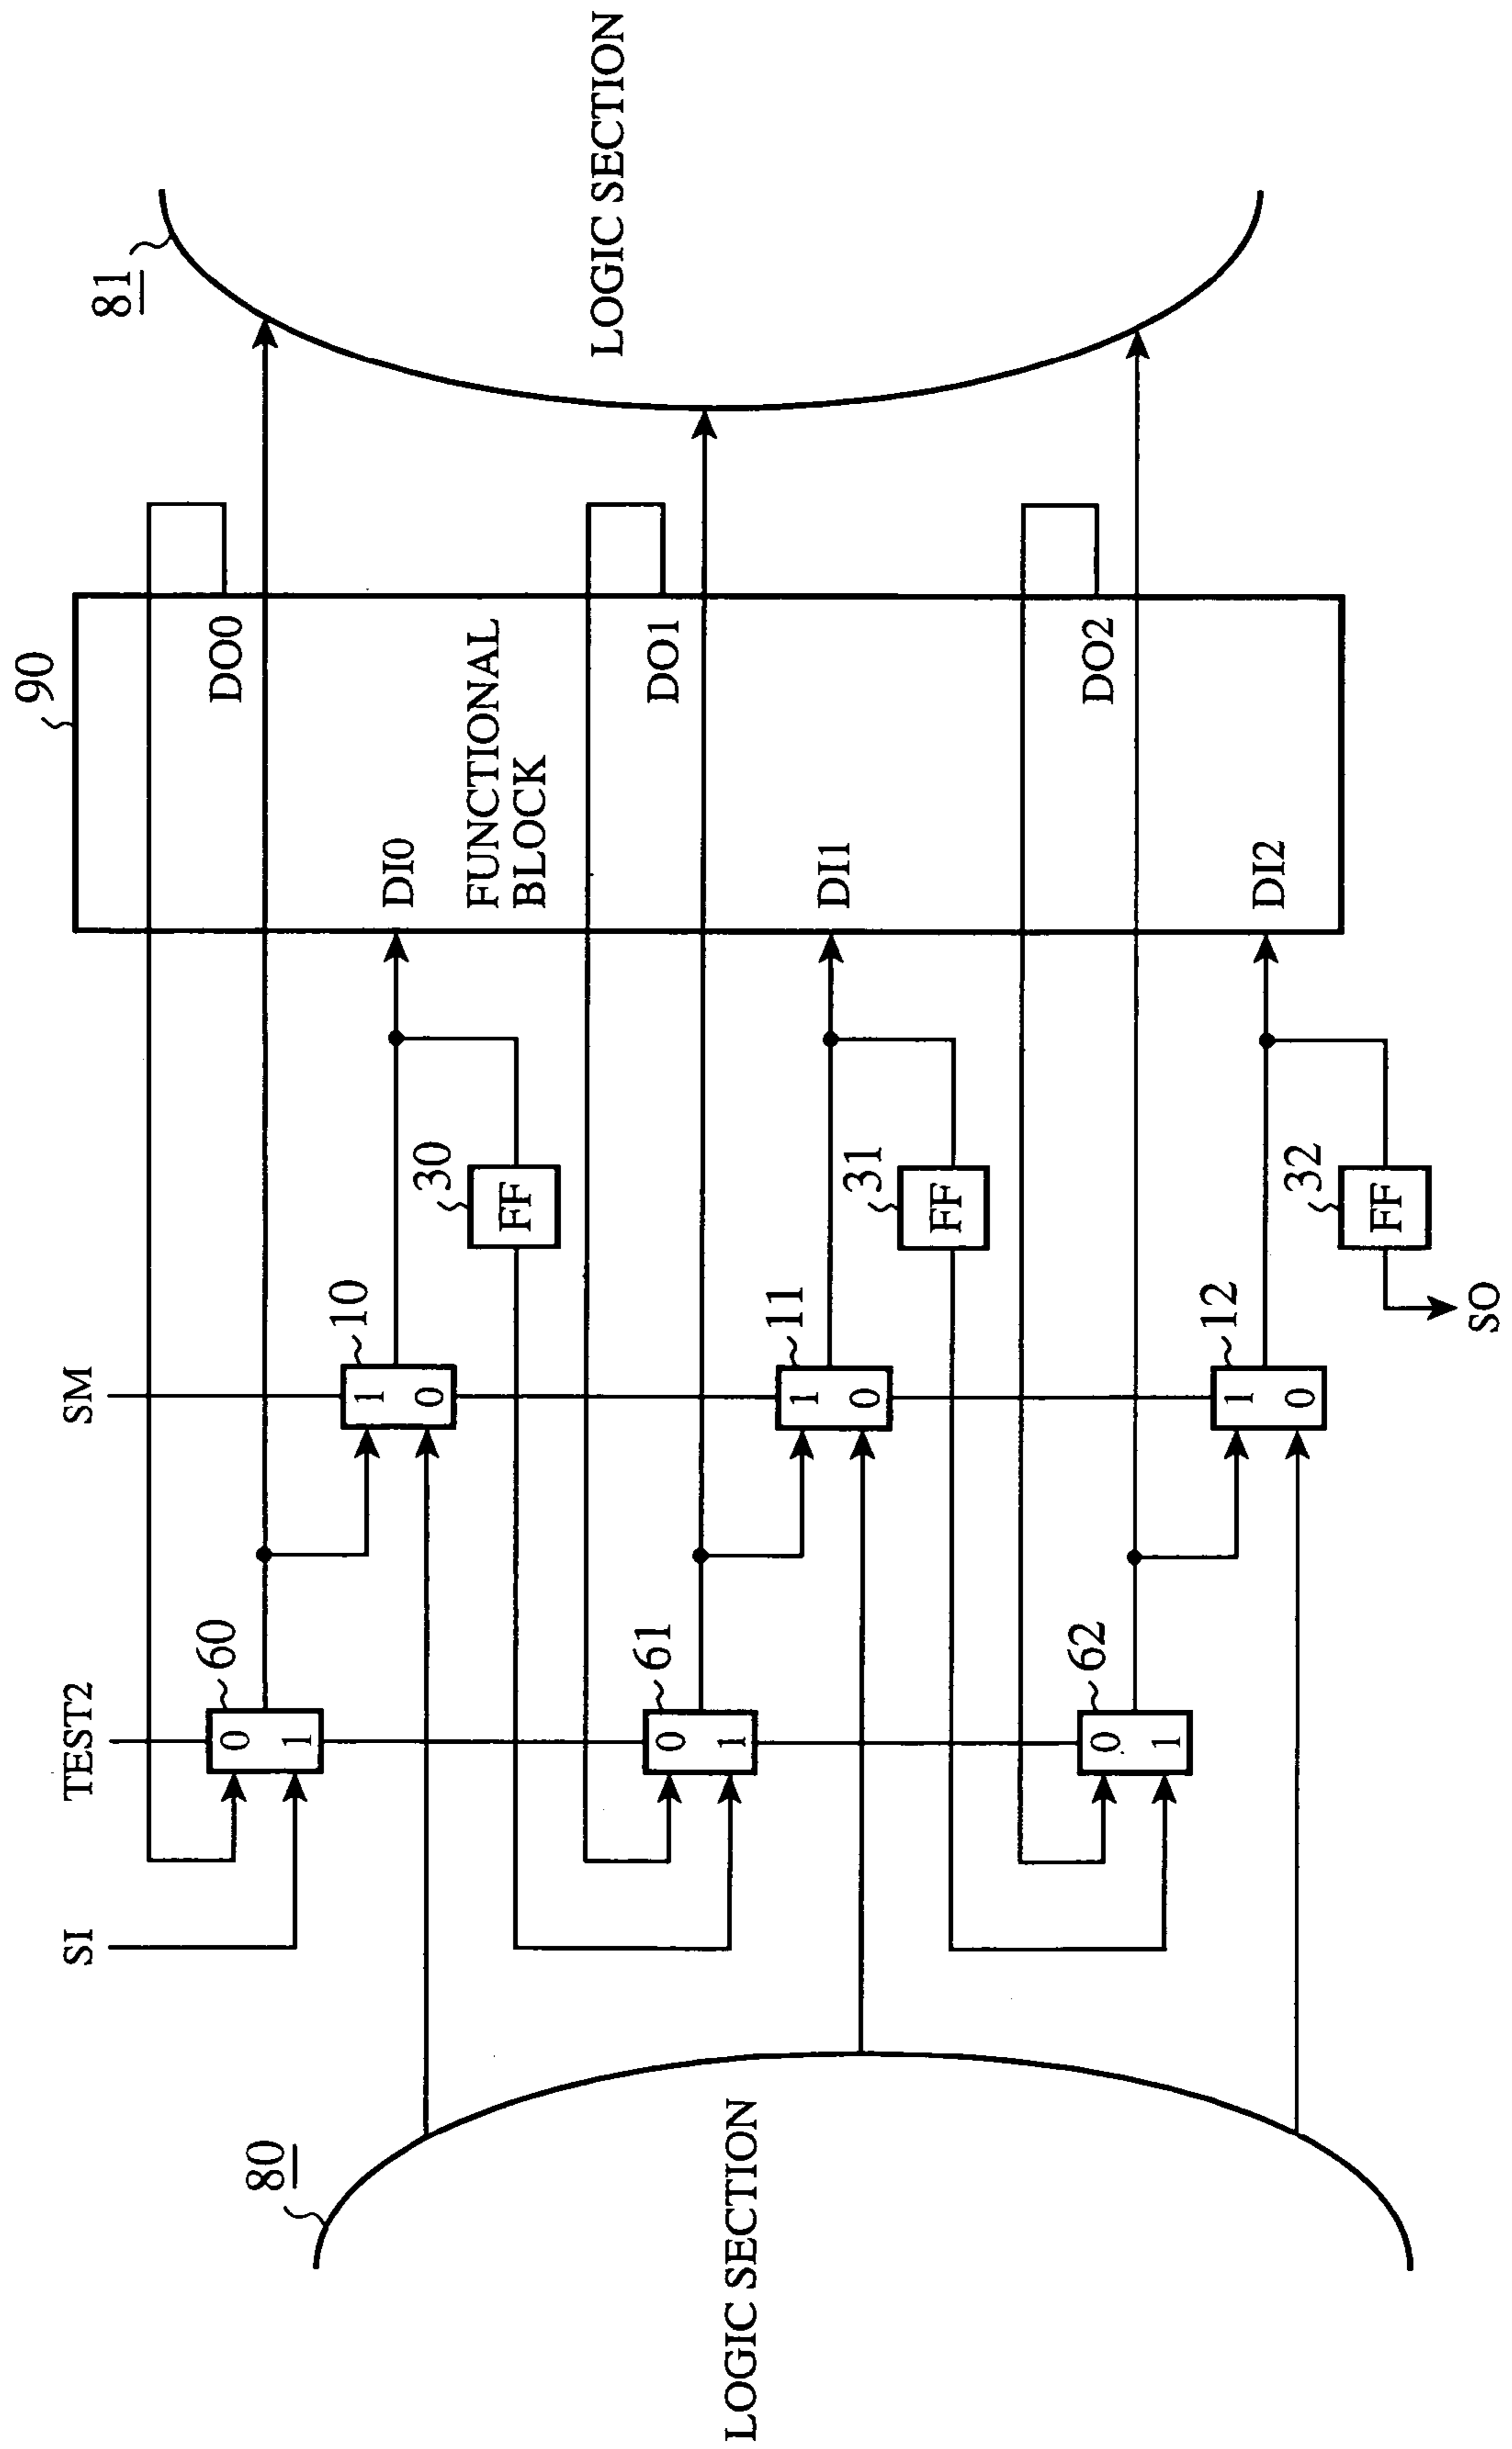 SI
TEST2
SM
90
81
60
0
1
10
1
0
30
FF
DI0
DO0
FUNCTIONAL
BLOCK
LOGIC SECTION
80
61
0
1
11
1
0
31
FF
DI1
DO1
LOGIC SECTION
62
0
1
12
1
0
32
FF
DI2
DO2
SO